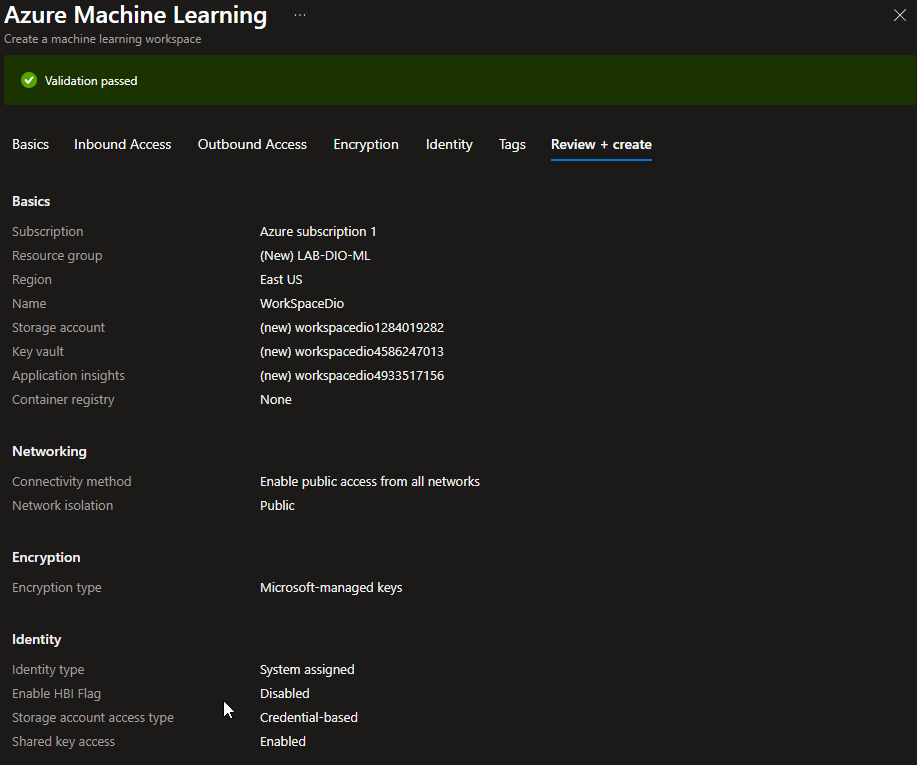 Azure Machine Learning ...
Create a machine learning workspace
Validation passed
Basics Inbound Access Outbound Access Encryption Identity Tags Review + create
Basics
Subscription Azure subscription 1
Resource group (New) LAB-DIO-ML
Region East US
Name WorkSpaceDio
Storage account (new) workspacedio1284019282
Key vault (new) workspacedio4586247013
Application insights (new) workspacedio4933517156
Container registry None
Networking
Connectivity method Enable public access from all networks
Network isolation Public
Encryption
Encryption type Microsoft-managed keys
Identity
Identity type System assigned
Enable HBI Flag Disabled
Storage account access type Credential-based
Shared key access Enabled